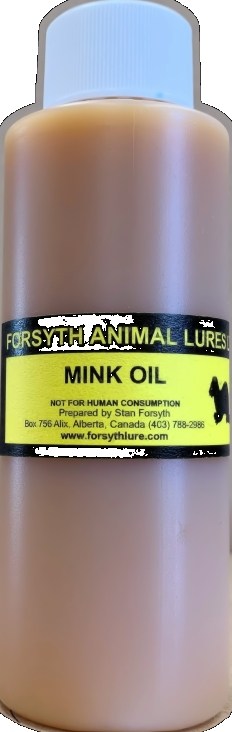 FORSYTH ANIMAL LURES
MINK OIL
NOT FOR HUMAN CONSUMPTION
Prepared by Stan Forsyth
Box 756 Alix, Alberta, Canada (403) 788-2986
www.forsythlure.com